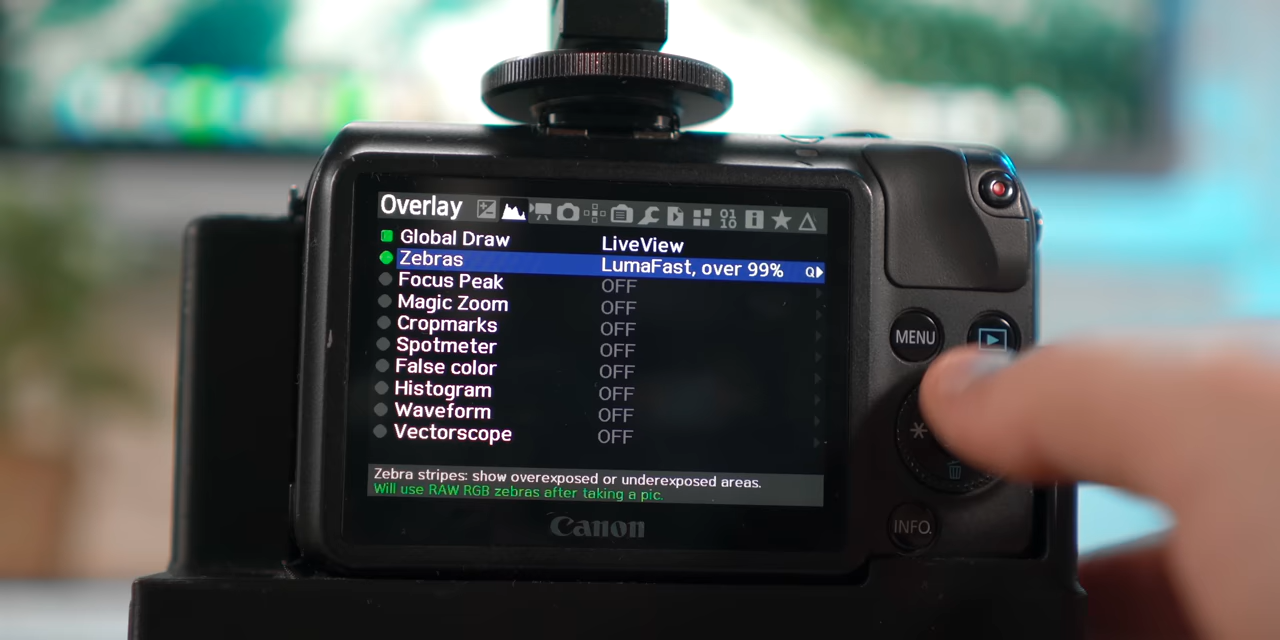 Overlay 01 10
Global Draw LiveView
Zebras LumaFast, over 99% Q
Focus Peak OFF
Magic Zoom OFF
Cropmarks OFF
Spotmeter OFF
False color OFF
Histogram OFF
Waveform OFF
Vectorscope OFF
Zebra stripes: show overexposed or underexposed areas.
Will use RAW RGB zebras after taking a pic.
Canon
MENU
INFO.